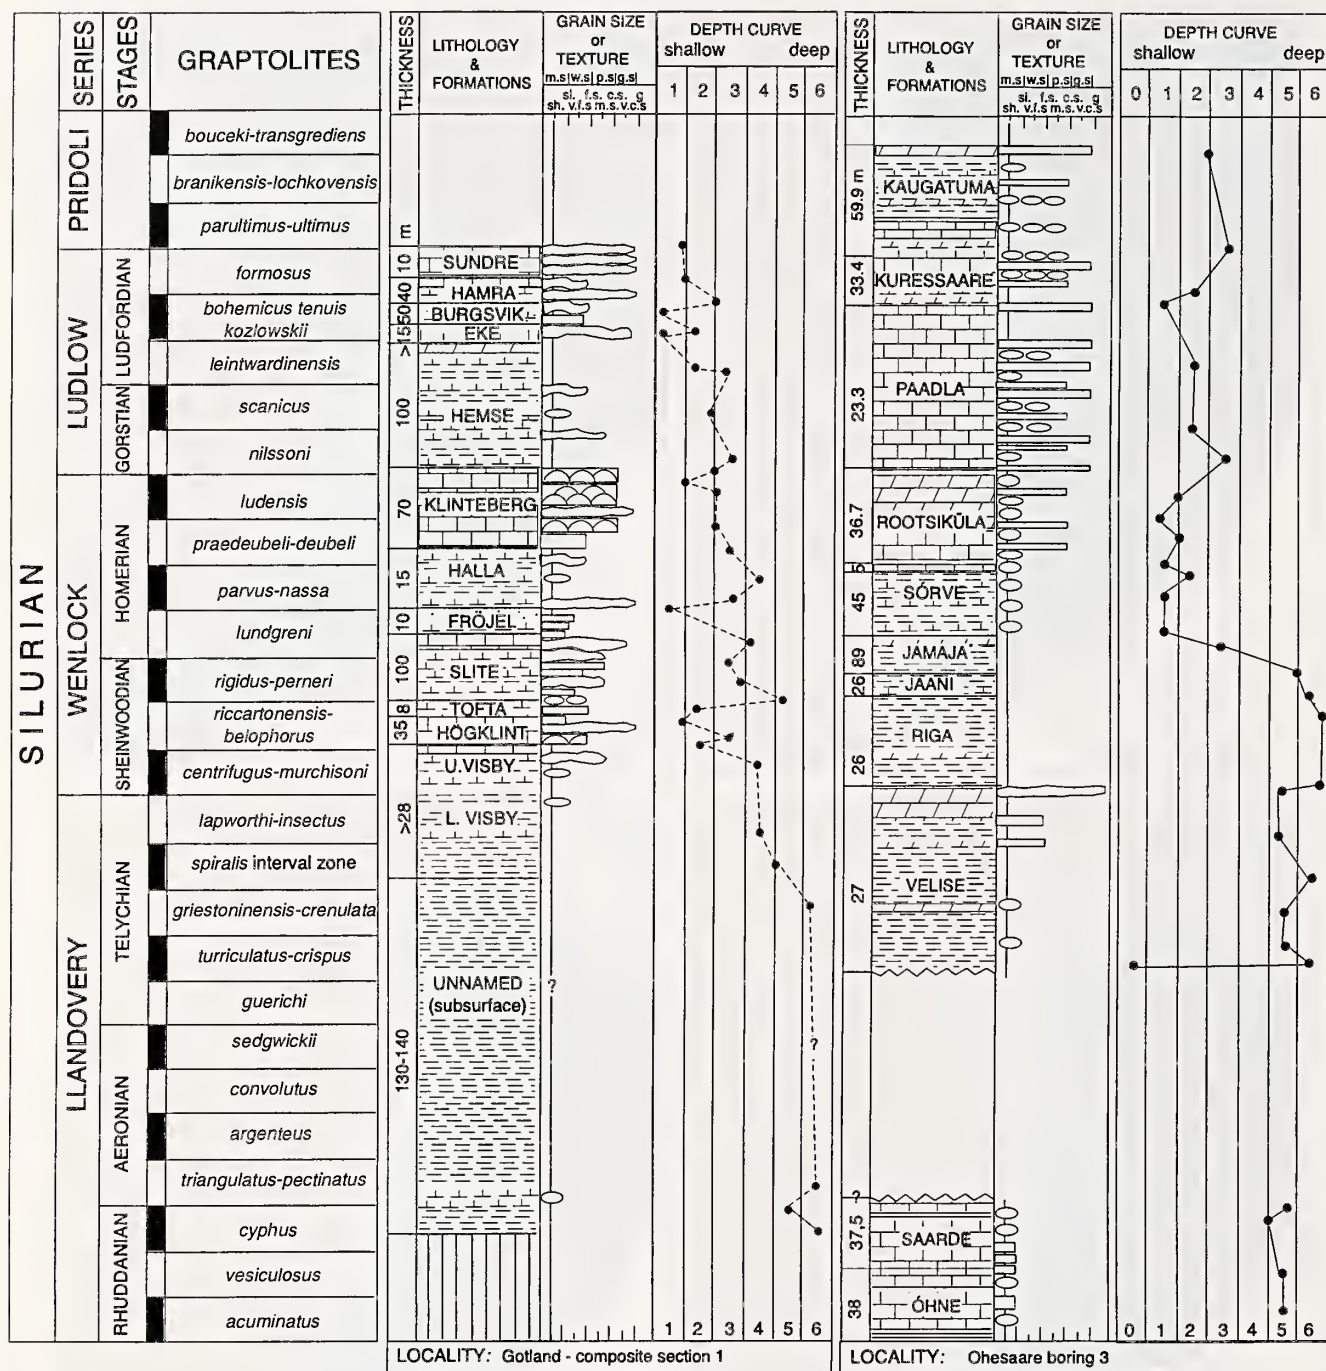 SILURIAN
SERIES
STAGES
GRAPTOLITES
PRIDOLI
LUDLOW
WENLOCK
LLANDOVERY
LUDFORDIAN
GORSTIAN
HOMERIAN
SHEINWOODIAN
TELYCHIAN
AERONIAN
RHUDDANIAN
bouceki-transgrediens
branikensis-lochkovensis
parultimus-ultimus
formosus
bohemicus tenuis
kozlowskii
leintwardinensis
scanicus
nilssoni
ludensis
praedeubeli-deubeli
parvus-nassa
lundgreni
rigidus-perneri
riccartonensis-
belophorus
centrifugus-murchisoni
lapworthi-insectus
spiralis interval zone
griestoninensis-crenulata
turriculatus-crispus
guerichi
sedgwickii
convolutus
argenteus
triangulatus-pectinatus
cyphus
vesiculosus
acuminatus
THICKNESS
m
10
40
50
>15
100
70
15
10
100
8
35
>28
130-140
LITHOLOGY
&
FORMATIONS
SUNDRE
HAMRA
BURGSVIK
EKE
HEMSE
KLINTEBERG
HALLA
FRÖJEL
SLITE
TOFTA
HÖGKLINT
U.VISBY
L. VISBY
UNNAMED
(subsurface)
GRAIN SIZE
or
TEXTURE
m.s|w.s|p.s|g.s|
si. f.s. c.s. g
sh. v.f.s m.s.v.c.s
?
DEPTH CURVE
shallow deep
1 2 3 4 5 6
?
1 2 3 4 5 6
LOCALITY: Gotland - composite section 1
THICKNESS
59.9 m
33.4
23.3
36.7
5
45
89
26
26
27
?
37,5
38
LITHOLOGY
&
FORMATIONS
KAUGATUMA
KURESSAARE
PAADLA
ROOTSIKÜLA
SÓRVE
JÁMÁJÁ
JAANI
RIGA
VELISE
SAARDE
ÓHNE
GRAIN SIZE
or
TEXTURE
m.s|w.s|p.s|g.s|
si. f.s. c.s. g
sh. v.f.s m.s.v.c.s
DEPTH CURVE
shallow deep
0 1 2 3 4 5 6
0 1 2 3 4 5 6
LOCALITY: Ohesaare boring 3